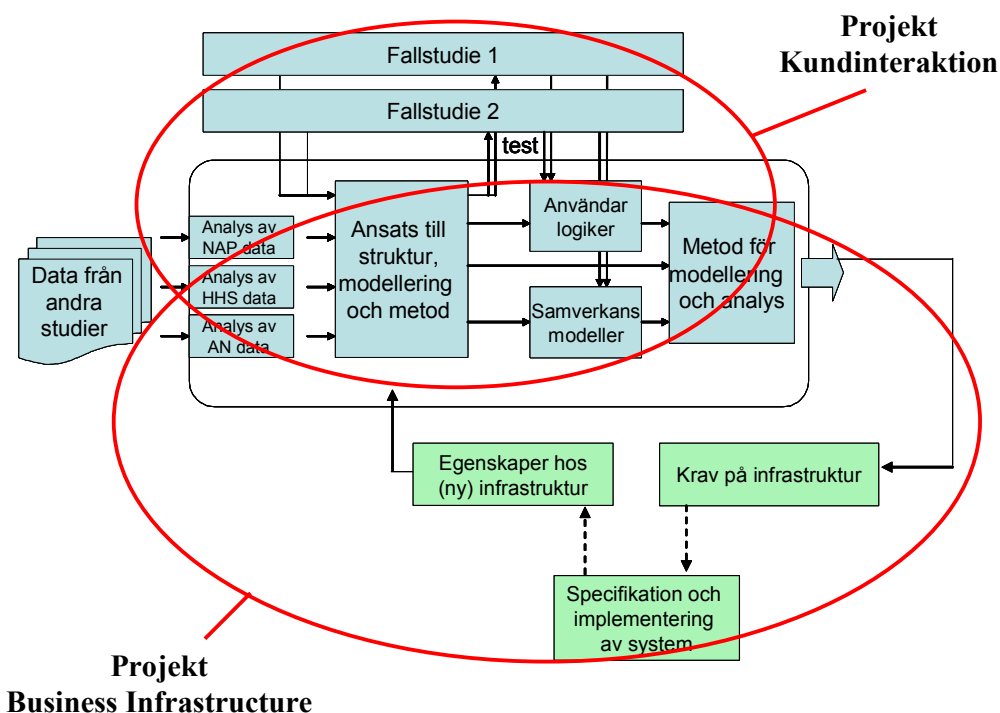 Projekt
Kundinteraktion
Fallstudie 1
Fallstudie 2
test
Data från
andra
studier
Analys av
NAP data
Analys av
HHS data
Analys av
AN data
Ansats till
struktur,
modellering
och metod
Användar
logiker
Samverkans
modeller
Metod för
modellering
och analys
Egenskaper hos
(ny) infrastruktur
Krav på infrastruktur
Specifikation och
implementering
av system
Projekt
Business Infrastructure